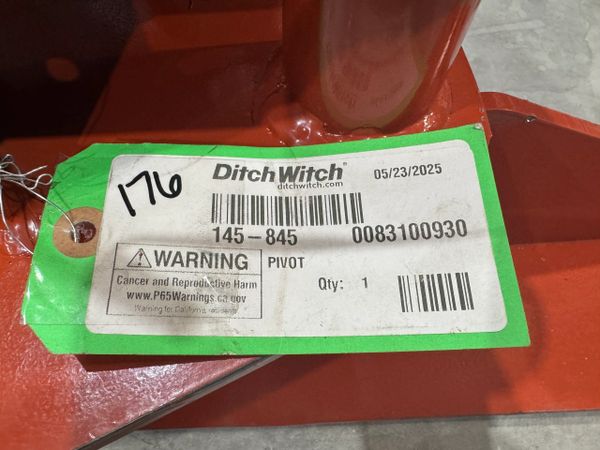 176
DitchWitch® 05/23/2025
ditchwitch.com
145-845 0083100930
⚠ WARNING
Cancer and Reproductive Harm
www.P65Warnings.ca.gov
Warning for California residents
PIVOT
Qty: 1